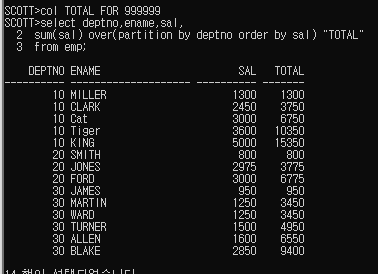 SCOTT>col TOTAL FOR 999999
SCOTT>select deptno,ename,sal,
2 sum(sal) over(partition by deptno order by sal) "TOTAL"
3 from emp;
DEPTNO ENAME SAL TOTAL
---------- -------------------- ---------- -------
10 MILLER 1300 1300
10 CLARK 2450 3750
10 Cat 3000 6750
10 Tiger 3600 10350
10 KING 5000 15350
20 SMITH 800 800
20 JONES 2975 3775
20 FORD 3000 6775
30 JAMES 950 950
30 MARTIN 1250 3450
30 WARD 1250 3450
30 TURNER 1500 4950
30 ALLEN 1600 6550
30 BLAKE 2850 9400
14 행이 선택되었습니다